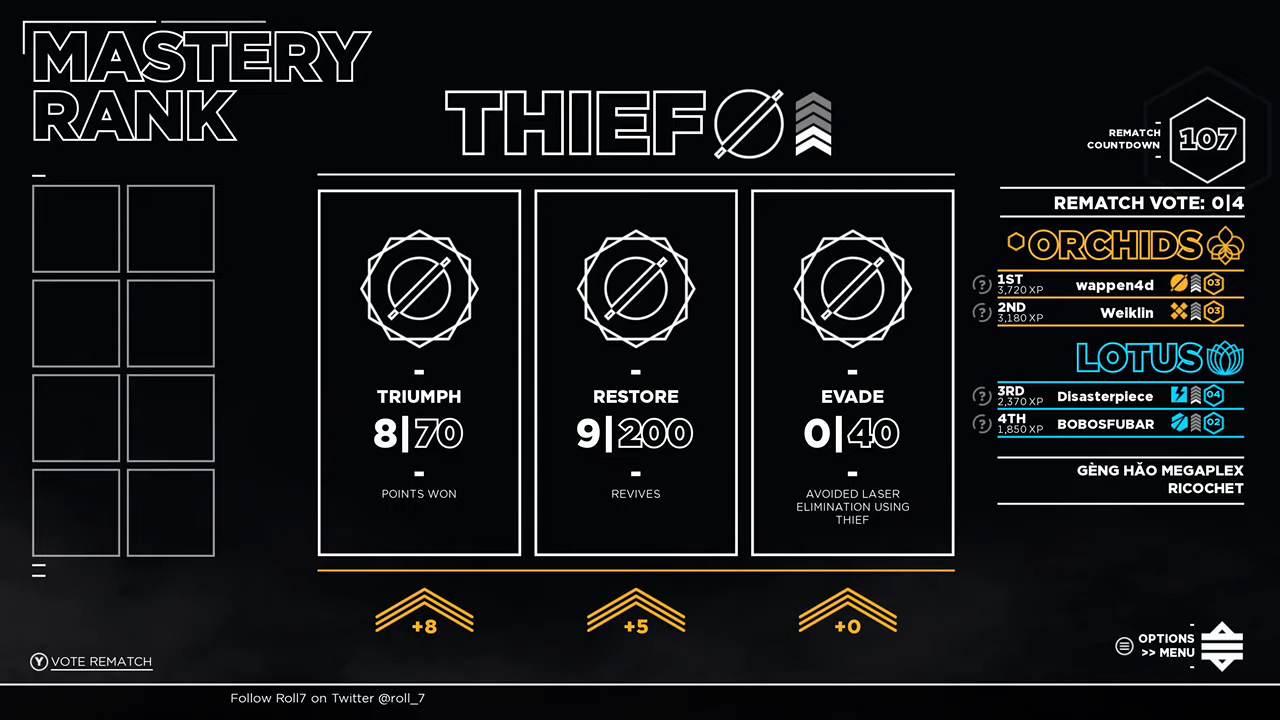 MASTERY
RANK
THIEF
REMATCH
COUNTDOWN
107
REMATCH VOTE: 0|4
ORCHIDS
1ST
3,720 XP
wappen4d
03
2ND
3,180 XP
Weiklin
03
LOTUS
3RD
2,370 XP
Disasterpiece
04
4TH
1,850 XP
BOBOSFUBAR
02
GÈNG HĂO MEGAPLEX
RICOCHET
TRIUMPH
8|70
POINTS WON
+8
RESTORE
9|200
REVIVES
+5
EVADE
0|40
AVOIDED LASER
ELIMINATION USING
THIEF
+0
Y VOTE REMATCH
OPTIONS
>> MENU
Follow Roll7 on Twitter @roll_7